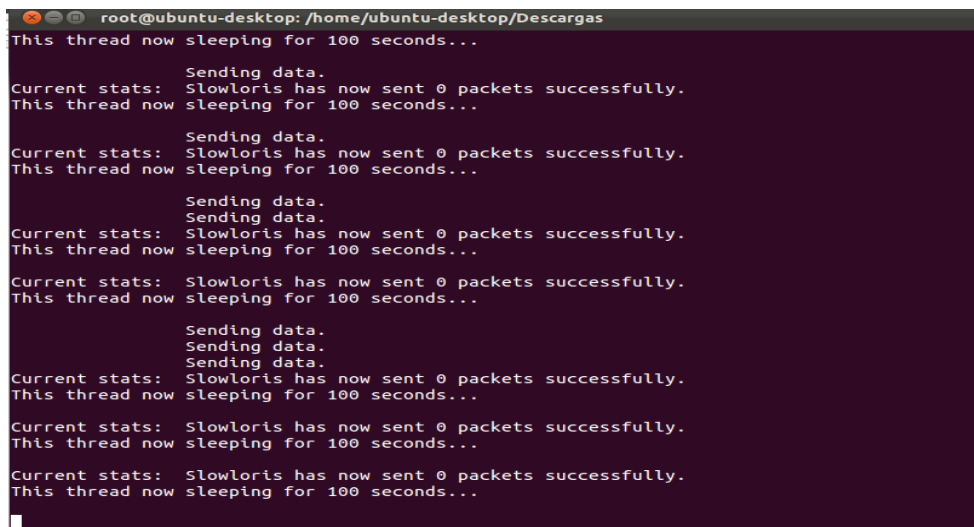 root@ubuntu-desktop: /home/ubuntu-desktop/Descargas
This thread now sleeping for 100 seconds...
Sending data.
Current stats: Slowloris has now sent 0 packets successfully.
This thread now sleeping for 100 seconds...
Sending data.
Current stats: Slowloris has now sent 0 packets successfully.
This thread now sleeping for 100 seconds...
Sending data.
Sending data.
Current stats: Slowloris has now sent 0 packets successfully.
This thread now sleeping for 100 seconds...
Current stats: Slowloris has now sent 0 packets successfully.
This thread now sleeping for 100 seconds...
Sending data.
Sending data.
Sending data.
Current stats: Slowloris has now sent 0 packets successfully.
This thread now sleeping for 100 seconds...
Current stats: Slowloris has now sent 0 packets successfully.
This thread now sleeping for 100 seconds...
Current stats: Slowloris has now sent 0 packets successfully.
This thread now sleeping for 100 seconds...